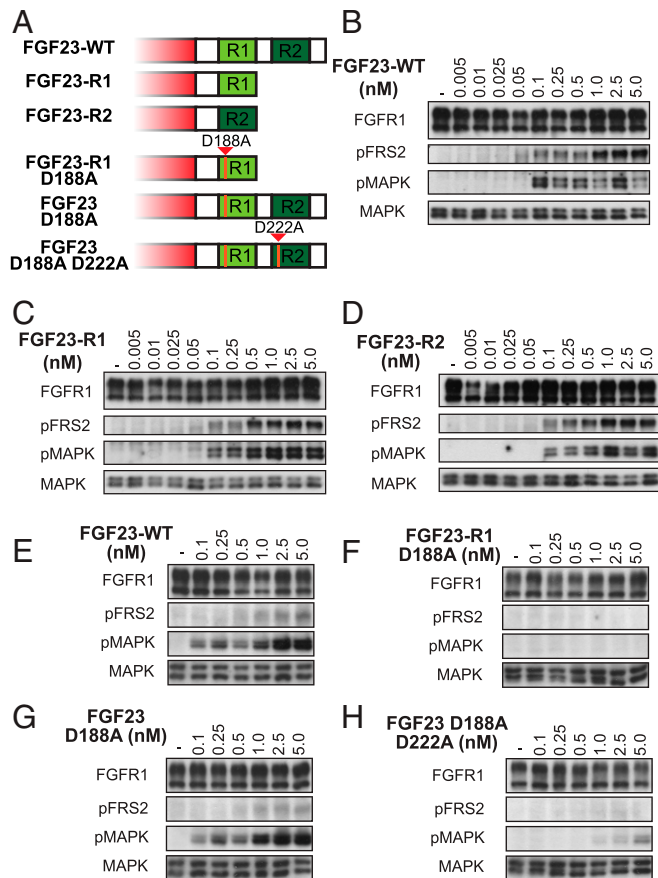 A
FGF23-WT R1 R2
FGF23-R1 R1
FGF23-R2 R2
D188A
FGF23-R1
D188A
R1
FGF23
D188A
R1 R2
D222A
FGF23
D188A D222A
R1 R2
B
FGF23-WT
(nM)
- 0.005 0.01 0.025 0.05 0.1 0.25 0.5 1.0 2.5 5.0
FGFR1
pFRS2
pMAPK
MAPK
C
FGF23-R1
(nM)
- 0.005 0.01 0.025 0.05 0.1 0.25 0.5 1.0 2.5 5.0
FGFR1
pFRS2
pMAPK
MAPK
D
FGF23-R2
(nM)
- 0.005 0.01 0.025 0.05 0.1 0.25 0.5 1.0 2.5 5.0
FGFR1
pFRS2
pMAPK
MAPK
E
FGF23-WT
(nM)
- 0.1 0.25 0.5 1.0 2.5 5.0
FGFR1
pFRS2
pMAPK
MAPK
F
FGF23-R1
D188A (nM)
- 0.1 0.25 0.5 1.0 2.5 5.0
FGFR1
pFRS2
pMAPK
MAPK
G
FGF23
D188A (nM)
- 0.1 0.25 0.5 1.0 2.5 5.0
FGFR1
pFRS2
pMAPK
MAPK
H
FGF23 D188A
D222A (nM)
- 0.1 0.25 0.5 1.0 2.5 5.0
FGFR1
pFRS2
pMAPK
MAPK